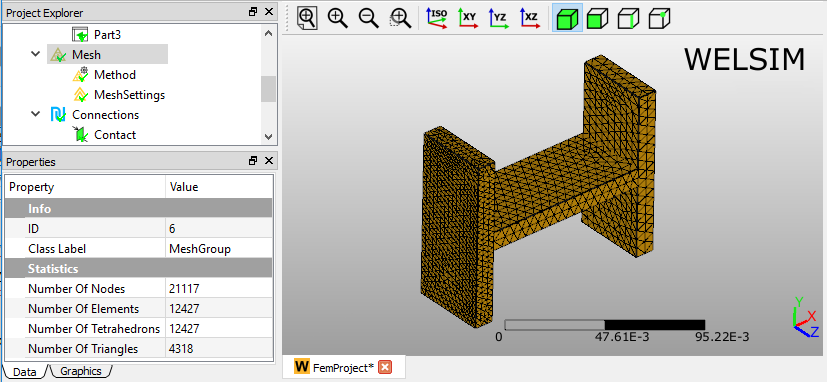 Project Explorer
Part3
Mesh
Method
MeshSettings
Connections
Contact
Properties
Property Value
Info
ID 6
Class Label MeshGroup
Statistics
Number Of Nodes 21117
Number Of Elements 12427
Number Of Tetrahedrons 12427
Number Of Triangles 4318
Data Graphics
ISO XY YZ XZ
WELSIM
0 47.61E-3 95.22E-3
Y
X
Z
W FemProject*